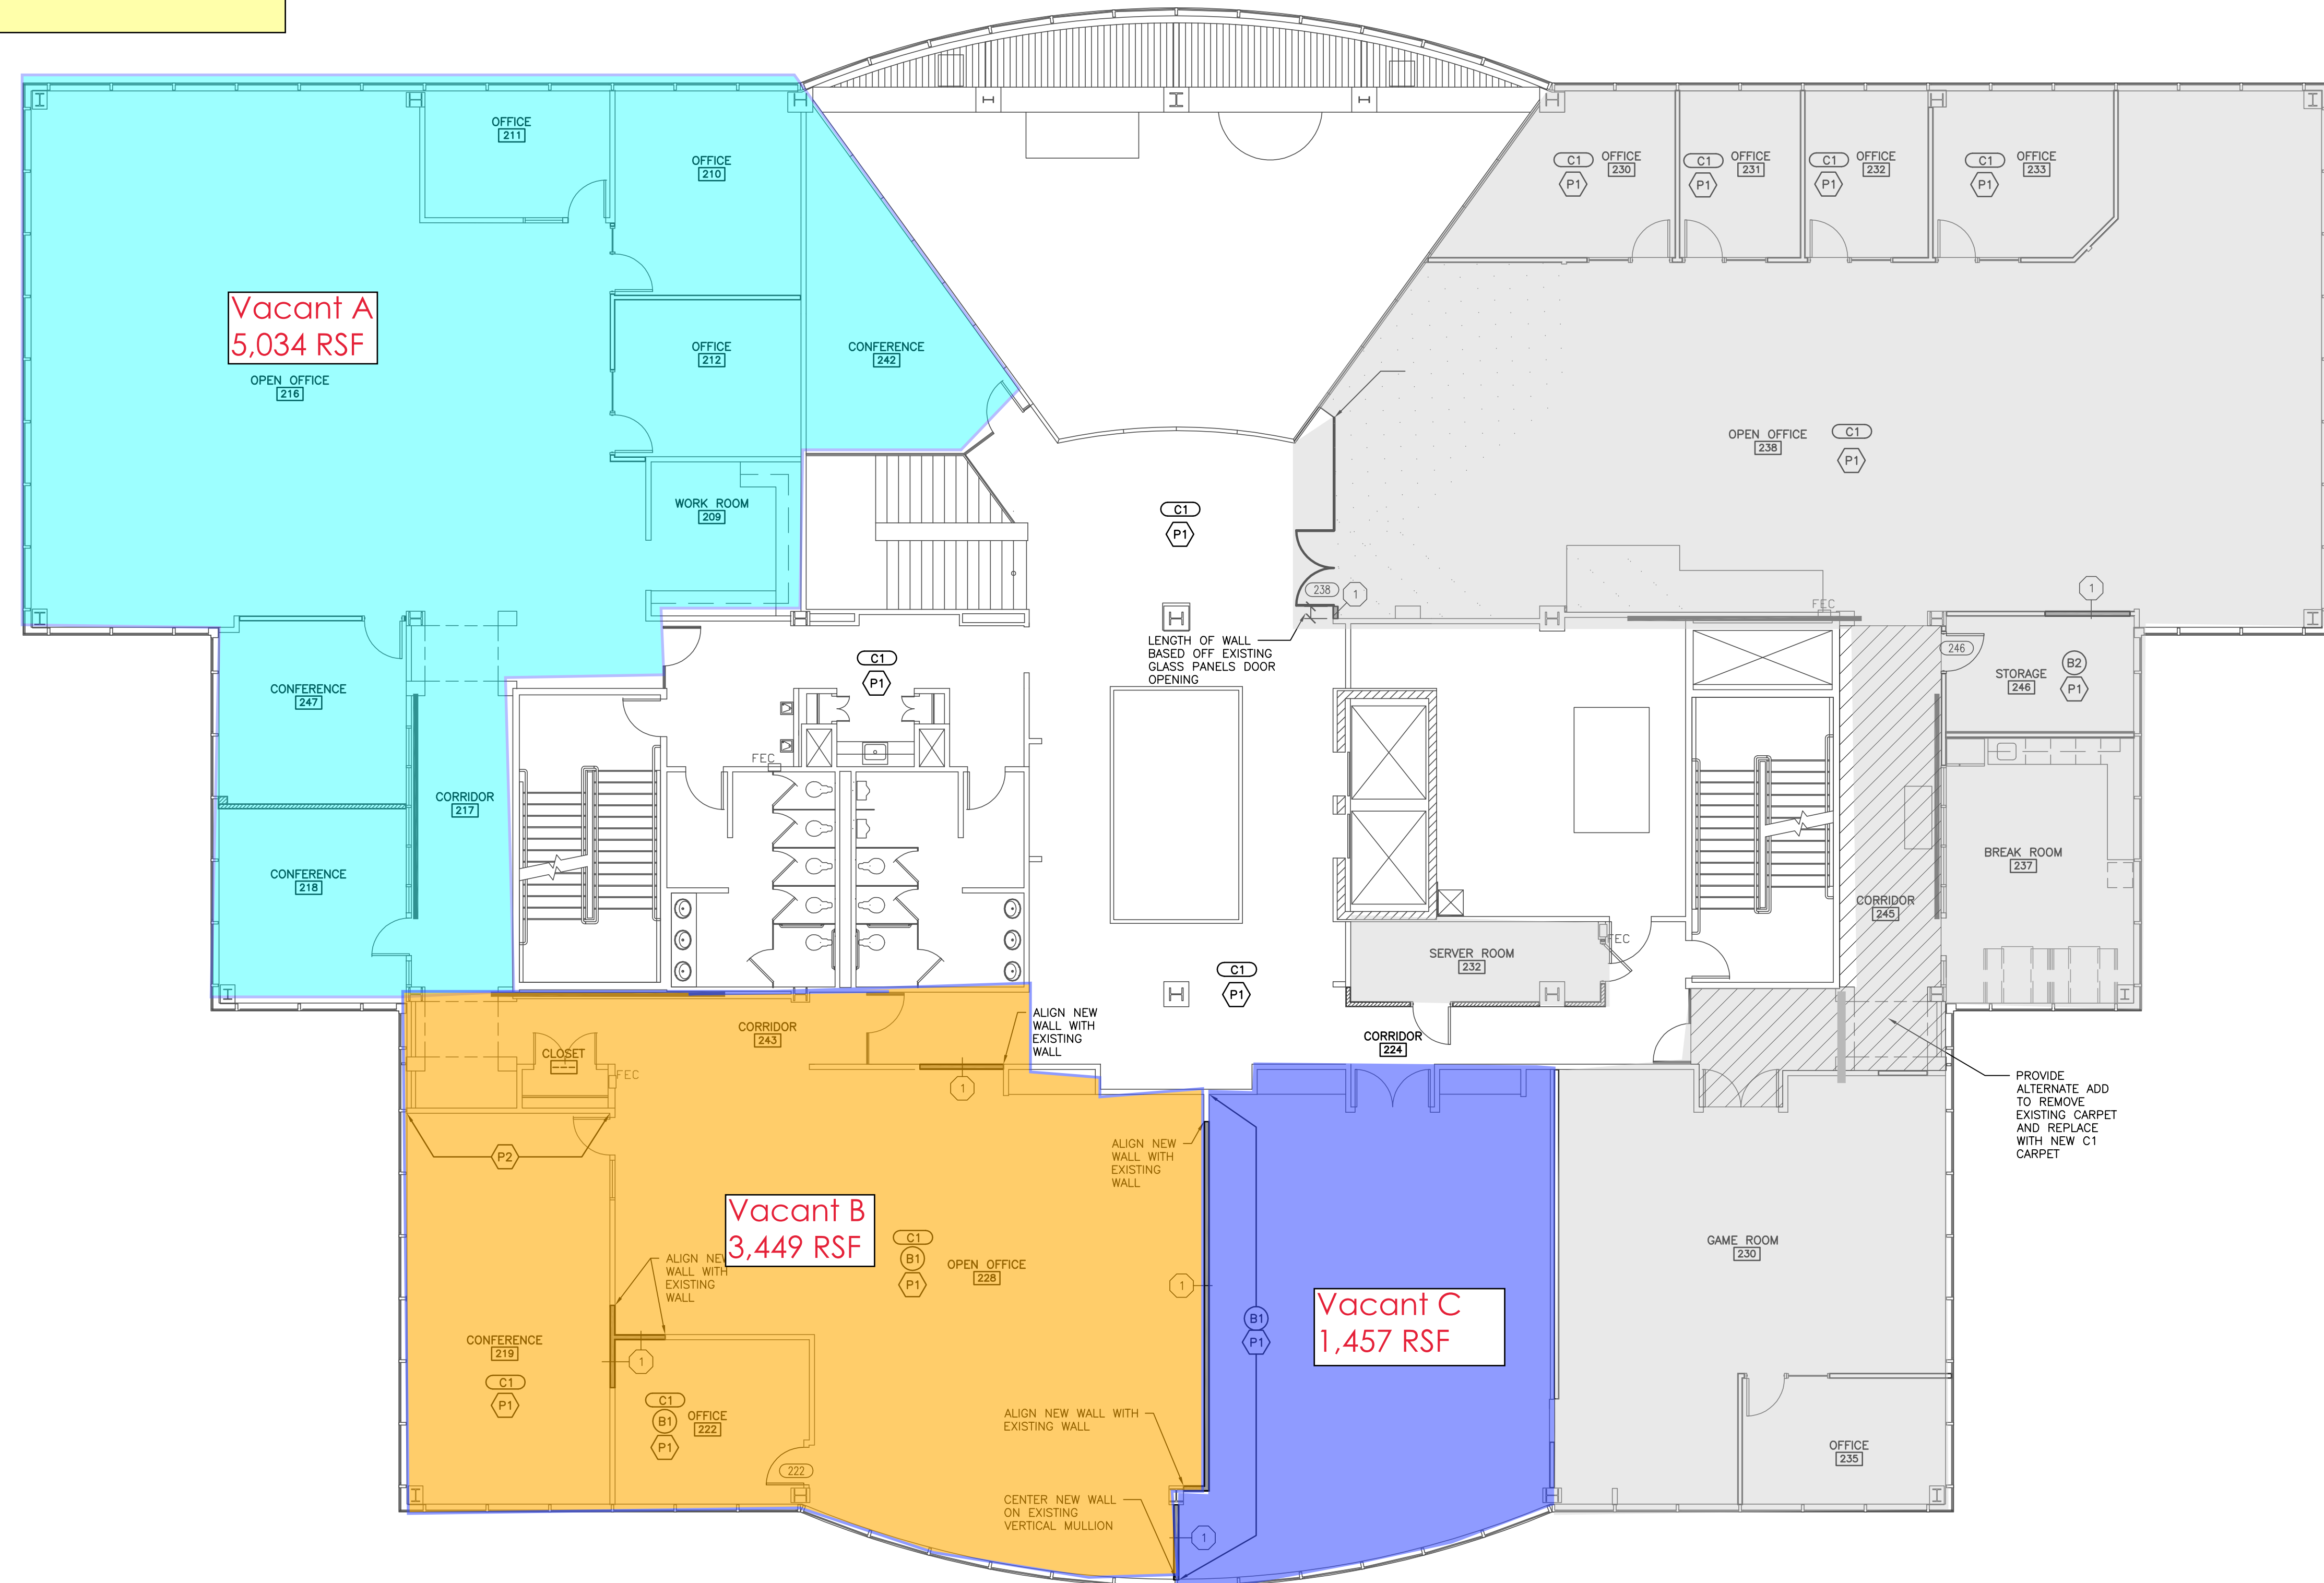 OFFICE
211
OFFICE
210
Vacant A
5,034 RSF
OPEN OFFICE
216
OFFICE
212
CONFERENCE
242
WORK ROOM
209
CONFERENCE
247
CORRIDOR
217
CONFERENCE
218
C1
OFFICE
230
P1
C1
OFFICE
231
P1
C1
OFFICE
232
P1
C1
OFFICE
233
P1
OPEN OFFICE
238
C1
P1
C1
P1
238
1
FEC
1
LENGTH OF WALL
BASED OFF EXISTING
GLASS PANELS DOOR
OPENING
C1
P1
FEC
246
STORAGE
246
B2
P1
BREAK ROOM
237
CORRIDOR
245
SERVER ROOM
232
FEC
C1
P1
CORRIDOR
224
ALIGN NEW
WALL WITH
EXISTING
WALL
CORRIDOR
243
CLOSET
---
FEC
1
P2
PROVIDE
ALTERNATE ADD
TO REMOVE
EXISTING CARPET
AND REPLACE
WITH NEW C1
CARPET
ALIGN NEW
WALL WITH
EXISTING
WALL
Vacant B
3,449 RSF
ALIGN NEW
WALL WITH
EXISTING
WALL
C1
B1
P1
OPEN OFFICE
228
1
B1
P1
Vacant C
1,457 RSF
GAME ROOM
230
CONFERENCE
219
C1
P1
1
C1
B1
P1
OFFICE
222
222
ALIGN NEW WALL WITH
EXISTING WALL
CENTER NEW WALL
ON EXISTING
VERTICAL MULLION
1
OFFICE
235